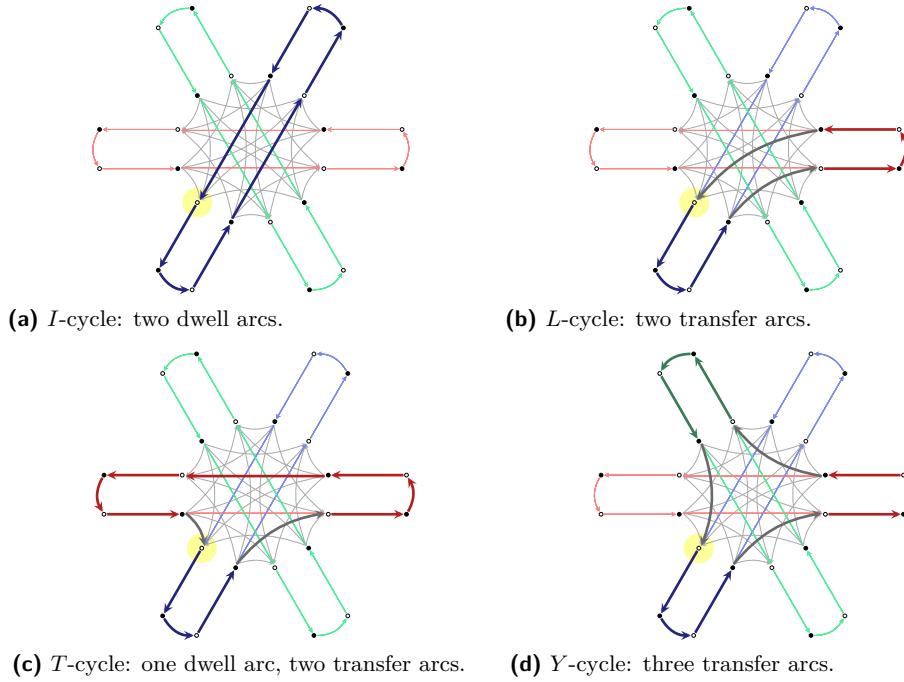 (a) I-cycle: two dwell arcs.
(b) L-cycle: two transfer arcs.
(c) T-cycle: one dwell arc, two transfer arcs.
(d) Y-cycle: three transfer arcs.